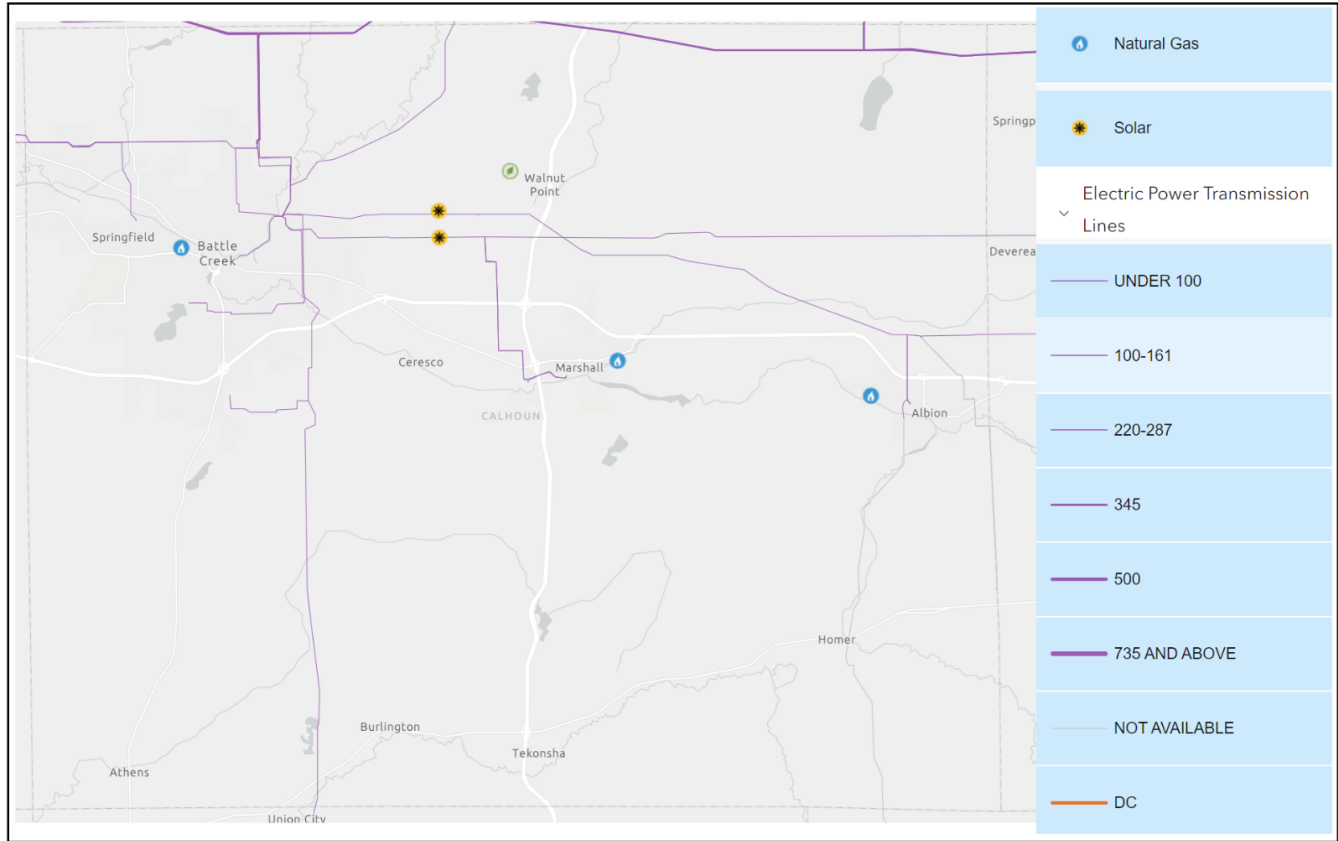 Natural Gas
Solar
Electric Power Transmission
Lines
UNDER 100
100-161
220-287
345
500
735 AND ABOVE
NOT AVAILABLE
DC
Springp
Walnut
Point
Springfield
Battle
Creek
Deverea
Ceresco
Marshall
CALHOUN
Albion
Homer
Burlington
Tekonsha
Athens
Union City